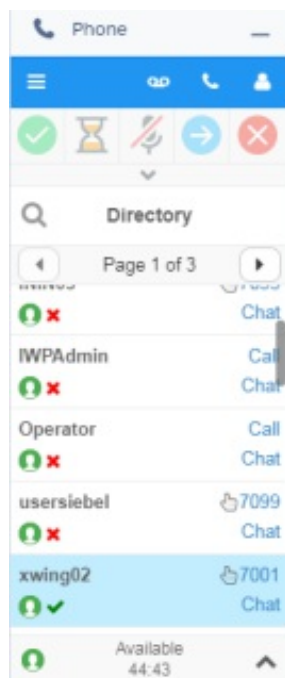 Phone
Directory
Page 1 of 3
Chat
IWPAdmin Call
Chat
Operator Call
Chat
usersiebel 7099
Chat
xwing02 7001
Chat
Available
44:43